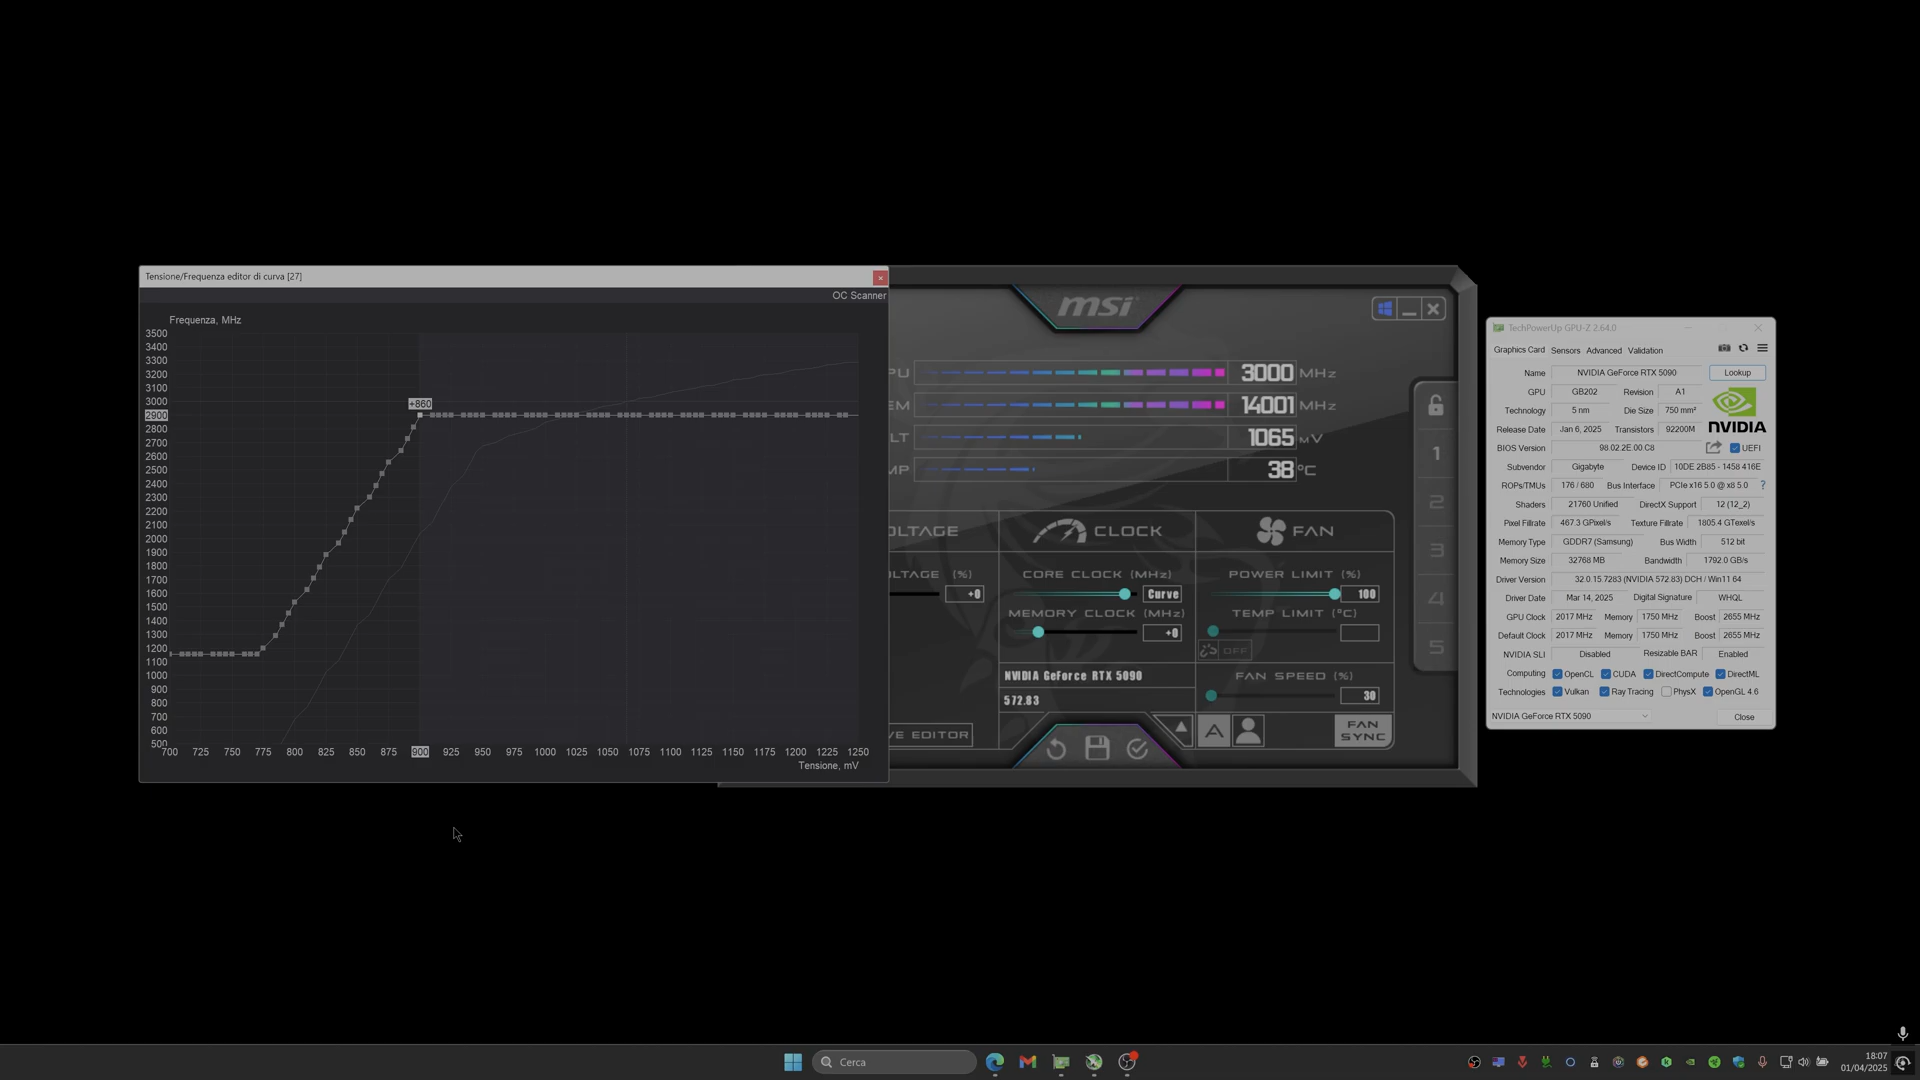 Tensione/Frequenza editor di curva [27]
OC Scanner
Frequenza, MHz
3500
3400
3300
3200
3100
3000
2900
2800
2700
2600
2500
2400
2300
2200
2100
2000
1900
1800
1700
1600
1500
1400
1300
1200
1100
1000
900
800
700
600
500
+860
700 725 750 775 800 825 850 875 900 925 950 975 1000 1025 1050 1075 1100 1125 1150 1175 1200 1225 1250
Tensione, mV
msi
PU 3000 MHz
EM 14001 MHz
LT 1065 mV
MP 38 °C
OLTAGE
LTAGE (%)
+0
VE EDITOR
CLOCK
CORE CLOCK (MHz)
Curve
MEMORY CLOCK (MHz)
+0
NVIDIA GeForce RTX 5090
572.83
FAN
POWER LIMIT (%)
100
TEMP LIMIT (°C)
OFF
FAN SPEED (%)
30
A
FAN SYNC
1
2
3
4
5
TechPowerUp GPU-Z 2.64.0
Graphics Card Sensors Advanced Validation
Name NVIDIA GeForce RTX 5090 Lookup
GPU GB202 Revision A1
Technology 5 nm Die Size 750 mm²
Release Date Jan 6, 2025 Transistors 92200M
NVIDIA
BIOS Version 98.02.2E.00.C8 UEFI
Subvendor Gigabyte Device ID 10DE 2B85 - 1458 416E
ROPs/TMUs 176 / 680 Bus Interface PCIe x16 5.0 @ x8 5.0 ?
Shaders 21760 Unified DirectX Support 12 (12_2)
Pixel Fillrate 467.3 GPixel/s Texture Fillrate 1805.4 GTexel/s
Memory Type GDDR7 (Samsung) Bus Width 512 bit
Memory Size 32768 MB Bandwidth 1792.0 GB/s
Driver Version 32.0.15.7283 (NVIDIA 572.83) DCH / Win11 64
Driver Date Mar 14, 2025 Digital Signature WHQL
GPU Clock 2017 MHz Memory 1750 MHz Boost 2655 MHz
Default Clock 2017 MHz Memory 1750 MHz Boost 2655 MHz
NVIDIA SLI Disabled Resizable BAR Enabled
Computing OpenCL CUDA DirectCompute DirectML
Technologies Vulkan Ray Tracing PhysX OpenGL 4.6
NVIDIA GeForce RTX 5090 Close
Cerca
18:07
01/04/2025